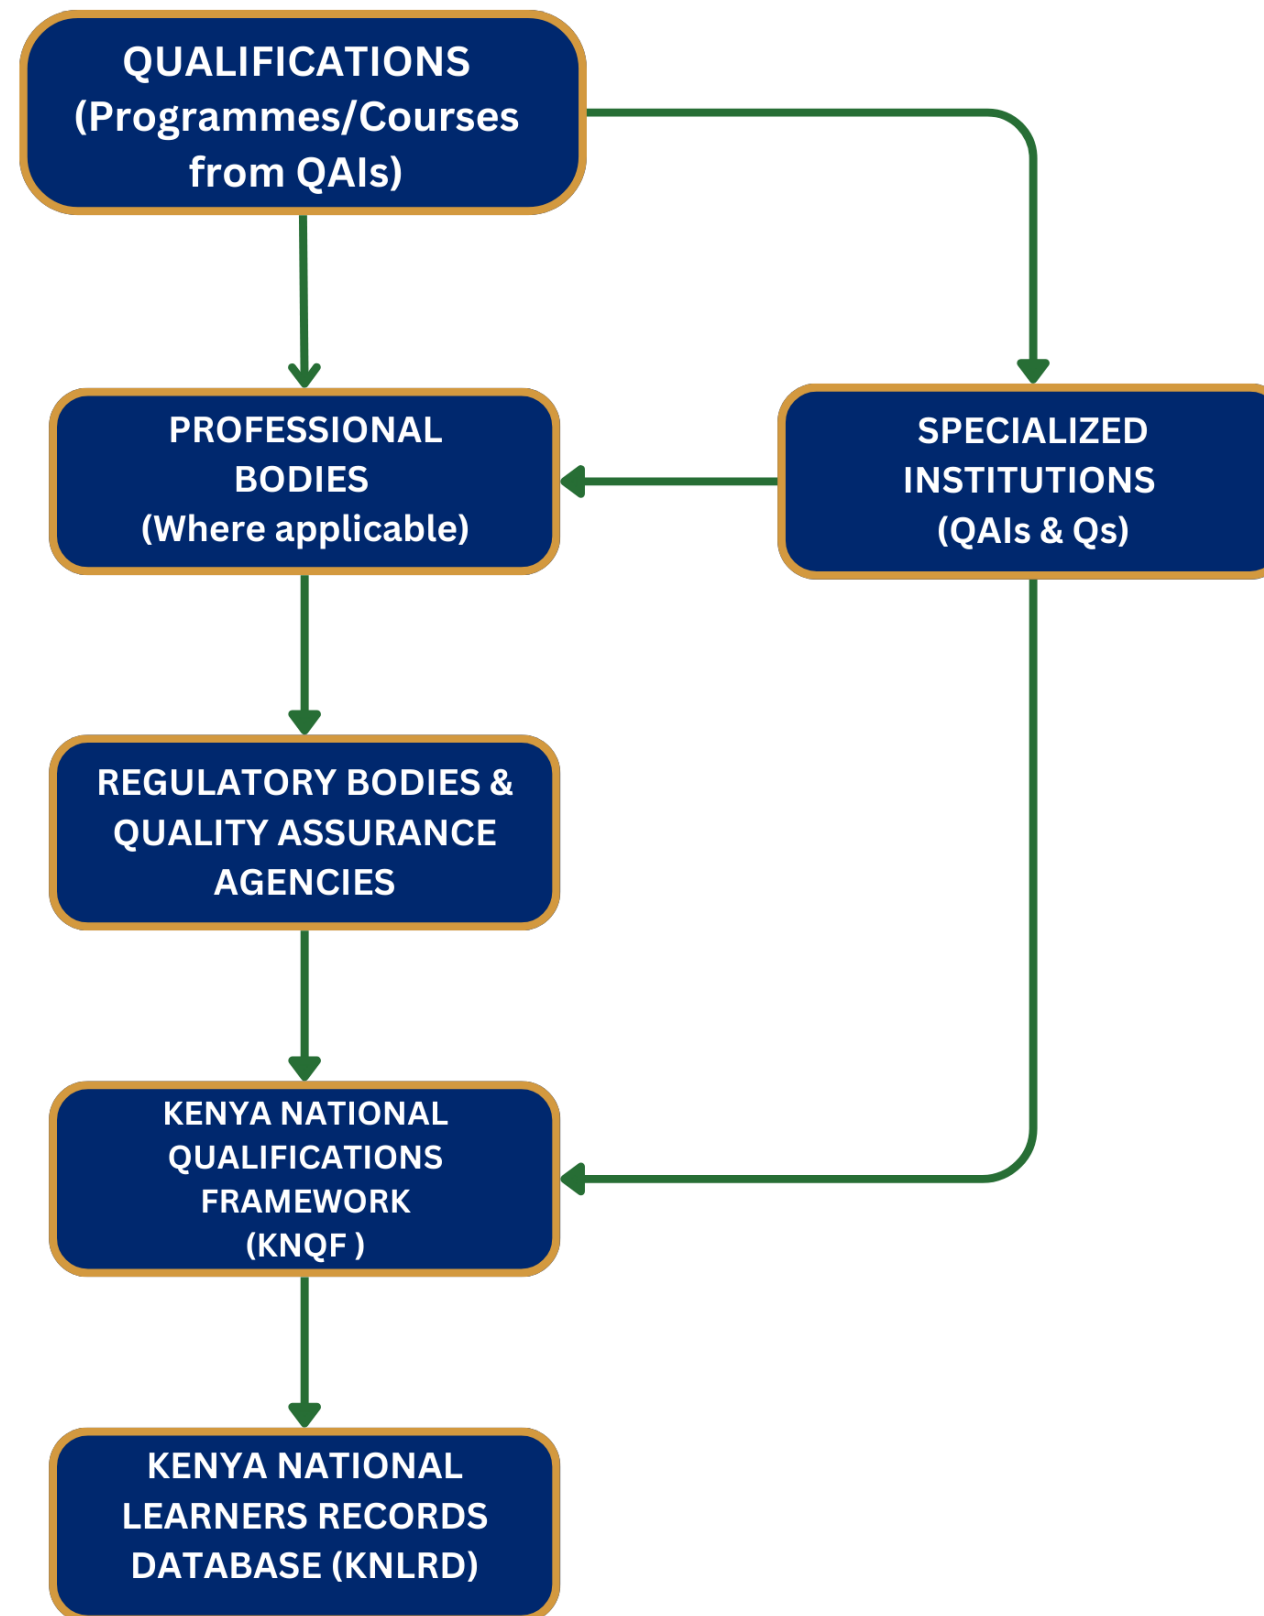 QUALIFICATIONS
(Programmes/Courses
from QAIs)
PROFESSIONAL
BODIES
(Where applicable)
SPECIALIZED
INSTITUTIONS
(QAIs & Qs)
REGULATORY BODIES &
QUALITY ASSURANCE
AGENCIES
KENYA NATIONAL
QUALIFICATIONS
FRAMEWORK
(KNQF )
KENYA NATIONAL
LEARNERS RECORDS
DATABASE (KNLRD)